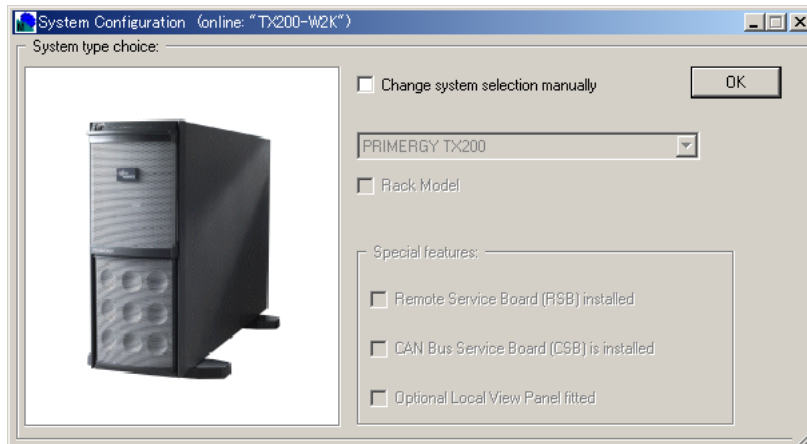 System Configuration (online: "TX200-W2K")
System type choice:
Change system selection manually
OK
PRIMERGY TX200
Rack Model
Special features:
Remote Service Board (RSB) installed
CAN Bus Service Board (CSB) is installed
Optional Local View Panel fitted